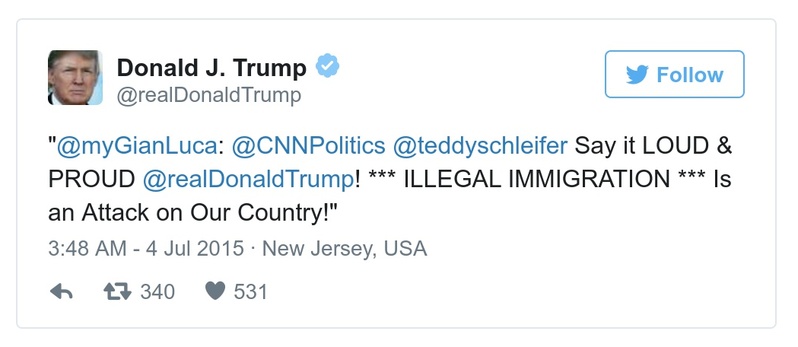 Donald J. Trump
@realDonaldTrump
Follow
"@myGianLuca: @CNNPolitics @teddyschleifer Say it LOUD &
PROUD @realDonaldTrump! *** ILLEGAL IMMIGRATION *** Is
an Attack on Our Country!"
3:48 AM - 4 Jul 2015 · New Jersey, USA
340 531